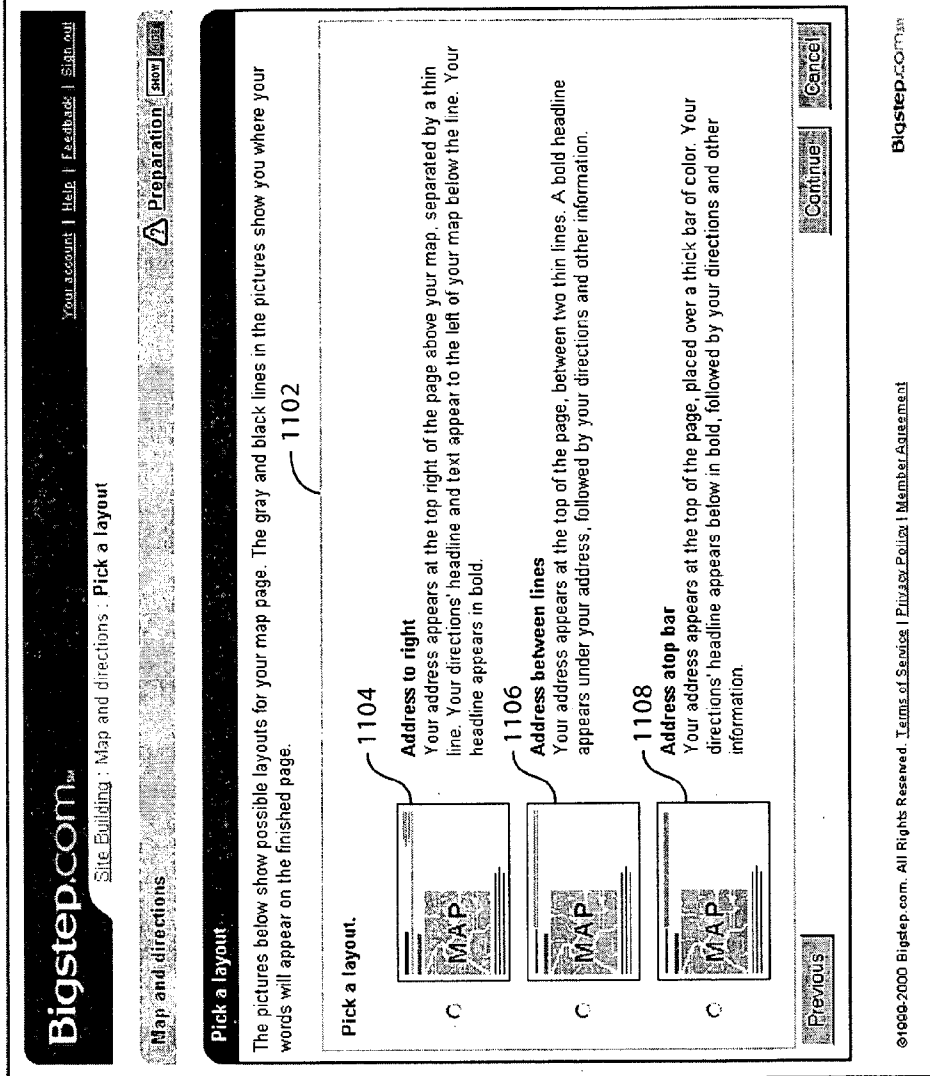 Bigstep.com SM
Your account | Help | Feedback | Sign out
Site Building : Map and directions : Pick a layout
Map and directions
? Preparation SHOW HIDE
Pick a layout
The pictures below show possible layouts for your map page. The gray and black lines in the pictures show you where your
words will appear on the finished page.
1102
Pick a layout.
1104
MAP
Address to right
Your address appears at the top right of the page above your map, separated by a thin
line. Your directions' headline and text appear to the left of your map below the line. Your
headline appears in bold.
1106
MAP
Address between lines
Your address appears at the top of the page, between two thin lines. A bold headline
appears under your address, followed by your directions and other information.
1108
MAP
Address atop bar
Your address appears at the top of the page, placed over a thick bar of color. Your
directions' headline appears below in bold, followed by your directions and other
information.
Previous
Continue
Cancel
©1999-2000 Bigstep.com. All Rights Reserved. Terms of Service | Privacy Policy | Member Agreement
Bigstep.com SM